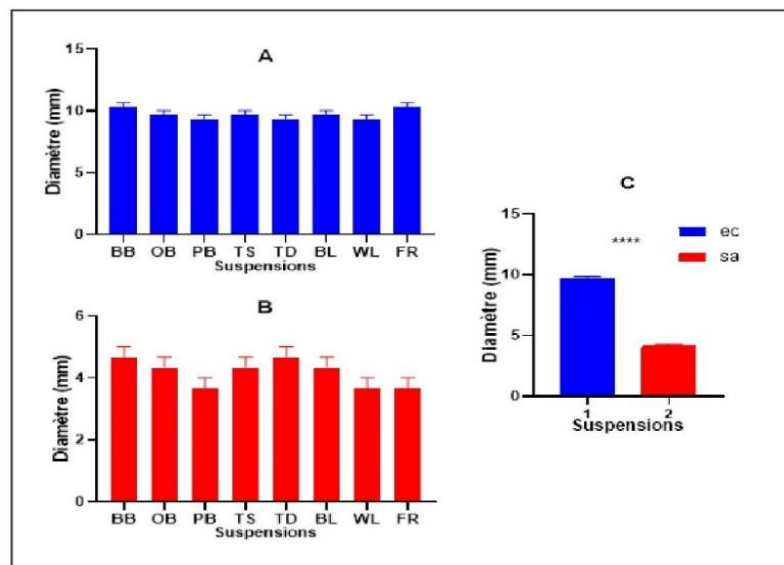 A
Diamètre (mm)
15
10
5
0
BB OB PB TS TD BL WL FR
Suspensions
B
Diamètre (mm)
6
4
2
0
BB OB PB TS TD BL WL FR
Suspensions
C
Diamètre (mm)
15
10
5
0
****
ec
sa
1 2
Suspensions